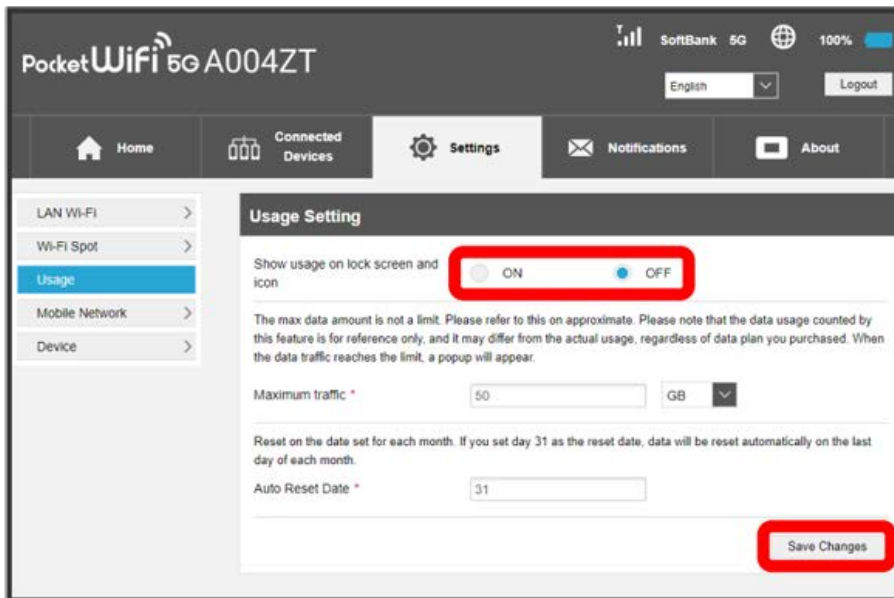 PocketWiFi 5G A004ZT
SoftBank 5G 100%
English
Logout
Home
Connected
Devices
Settings
Notifications
About
LAN Wi-Fi
Wi-Fi Spot
Usage
Mobile Network
Device
Usage Setting
Show usage on lock screen and
icon
ON OFF
The max data amount is not a limit. Please refer to this on approximate. Please note that the data usage counted by
this feature is for reference only, and it may differ from the actual usage, regardless of data plan you purchased. When
the data traffic reaches the limit, a popup will appear.
Maximum traffic * 50 GB
Reset on the date set for each month. If you set day 31 as the reset date, data will be reset automatically on the last
day of each month.
Auto Reset Date * 31
Save Changes